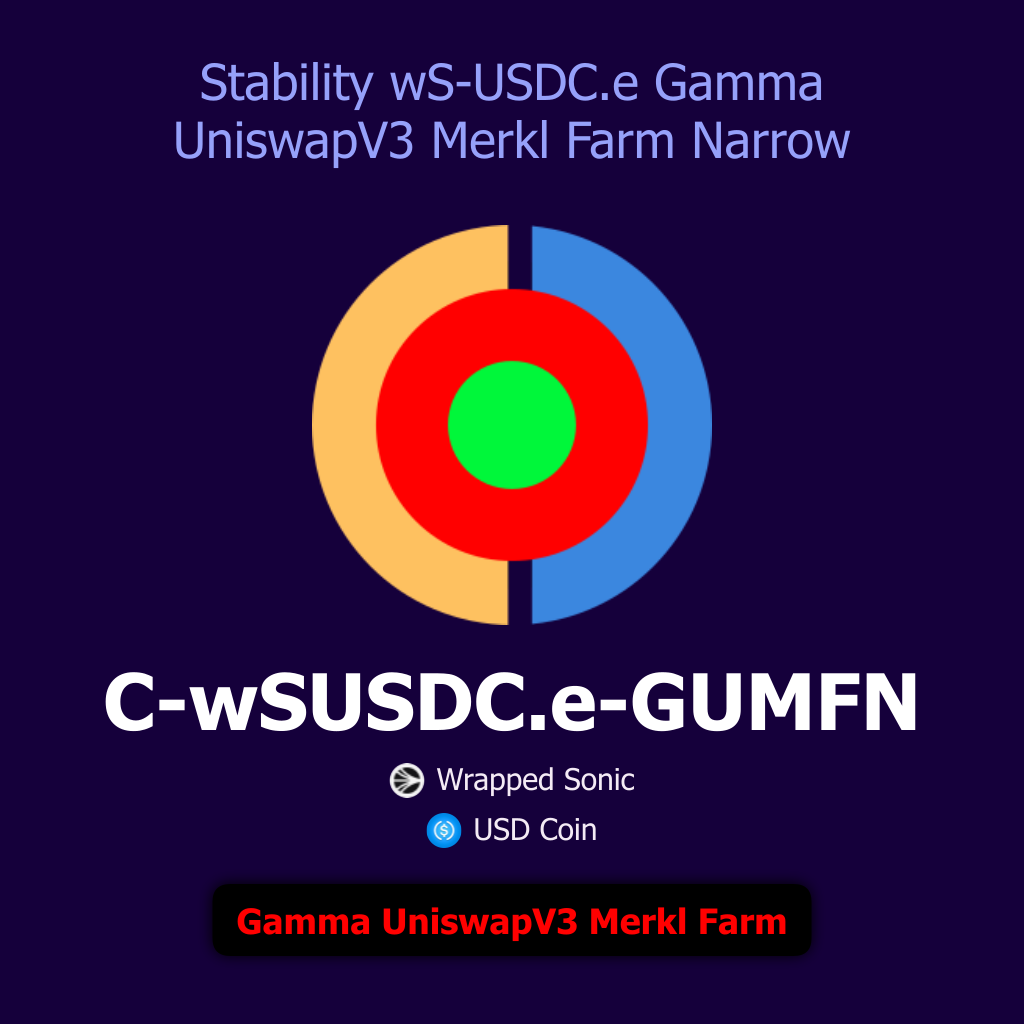 Stability wS-USDC.e Gamma
UniswapV3 Merkl Farm Narrow
C-wSUSDC.e-GUMFN
Wrapped Sonic
USD Coin
Gamma UniswapV3 Merkl Farm